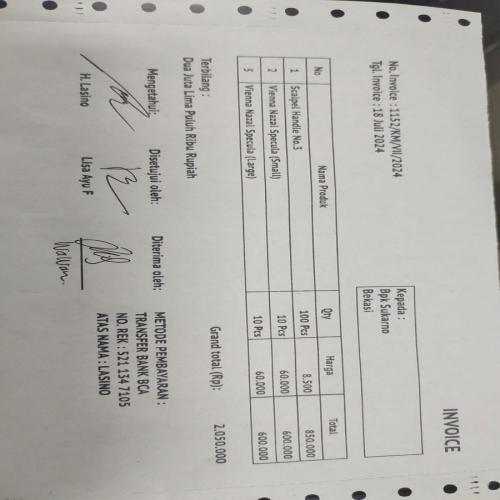 INVOICE
No. Invoice : 1152/KM/VII/2024
Tgl. Invoice : 18 Juli 2024
Kepada :
Bpk Sukarno
Bekasi
No Nama Produk Qty Harga Total
1 Scalpel Handle No.3 100 Pcs 8.500 850.000
2 Vienna Nazal Specula (Small) 10 Pcs 60.000 600.000
3 Vienna Nazal Specula (Large) 10 Pcs 60.000 600.000
Grand total (Rp): 2.050.000
Terbilang :
Dua Juta Lima Puluh Ribu Rupiah
Mengetahui: Disetujui oleh: Diterima oleh:
H. Lasino Lisa Ayu F Wawan.
METODE PEMBAYARAN :
TRANSFER BANK BCA
NO. REK : 521 134 7105
ATAS NAMA : LASINO